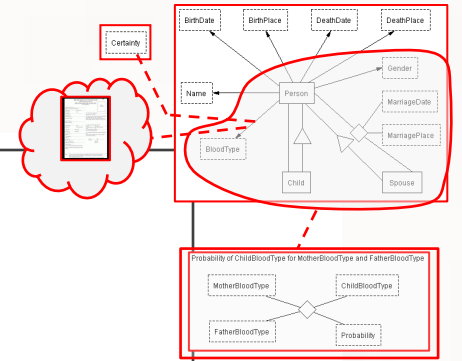 BirthDate
BirthPlace
DeathDate
DeathPlace
Certainty
Gender
Name
Person
MarriageDate
MarriagePlace
BloodType
Child
Spouse
Probability of ChildBloodType for MotherBloodType and FatherBloodType
MotherBloodType
ChildBloodType
FatherBloodType
Probability